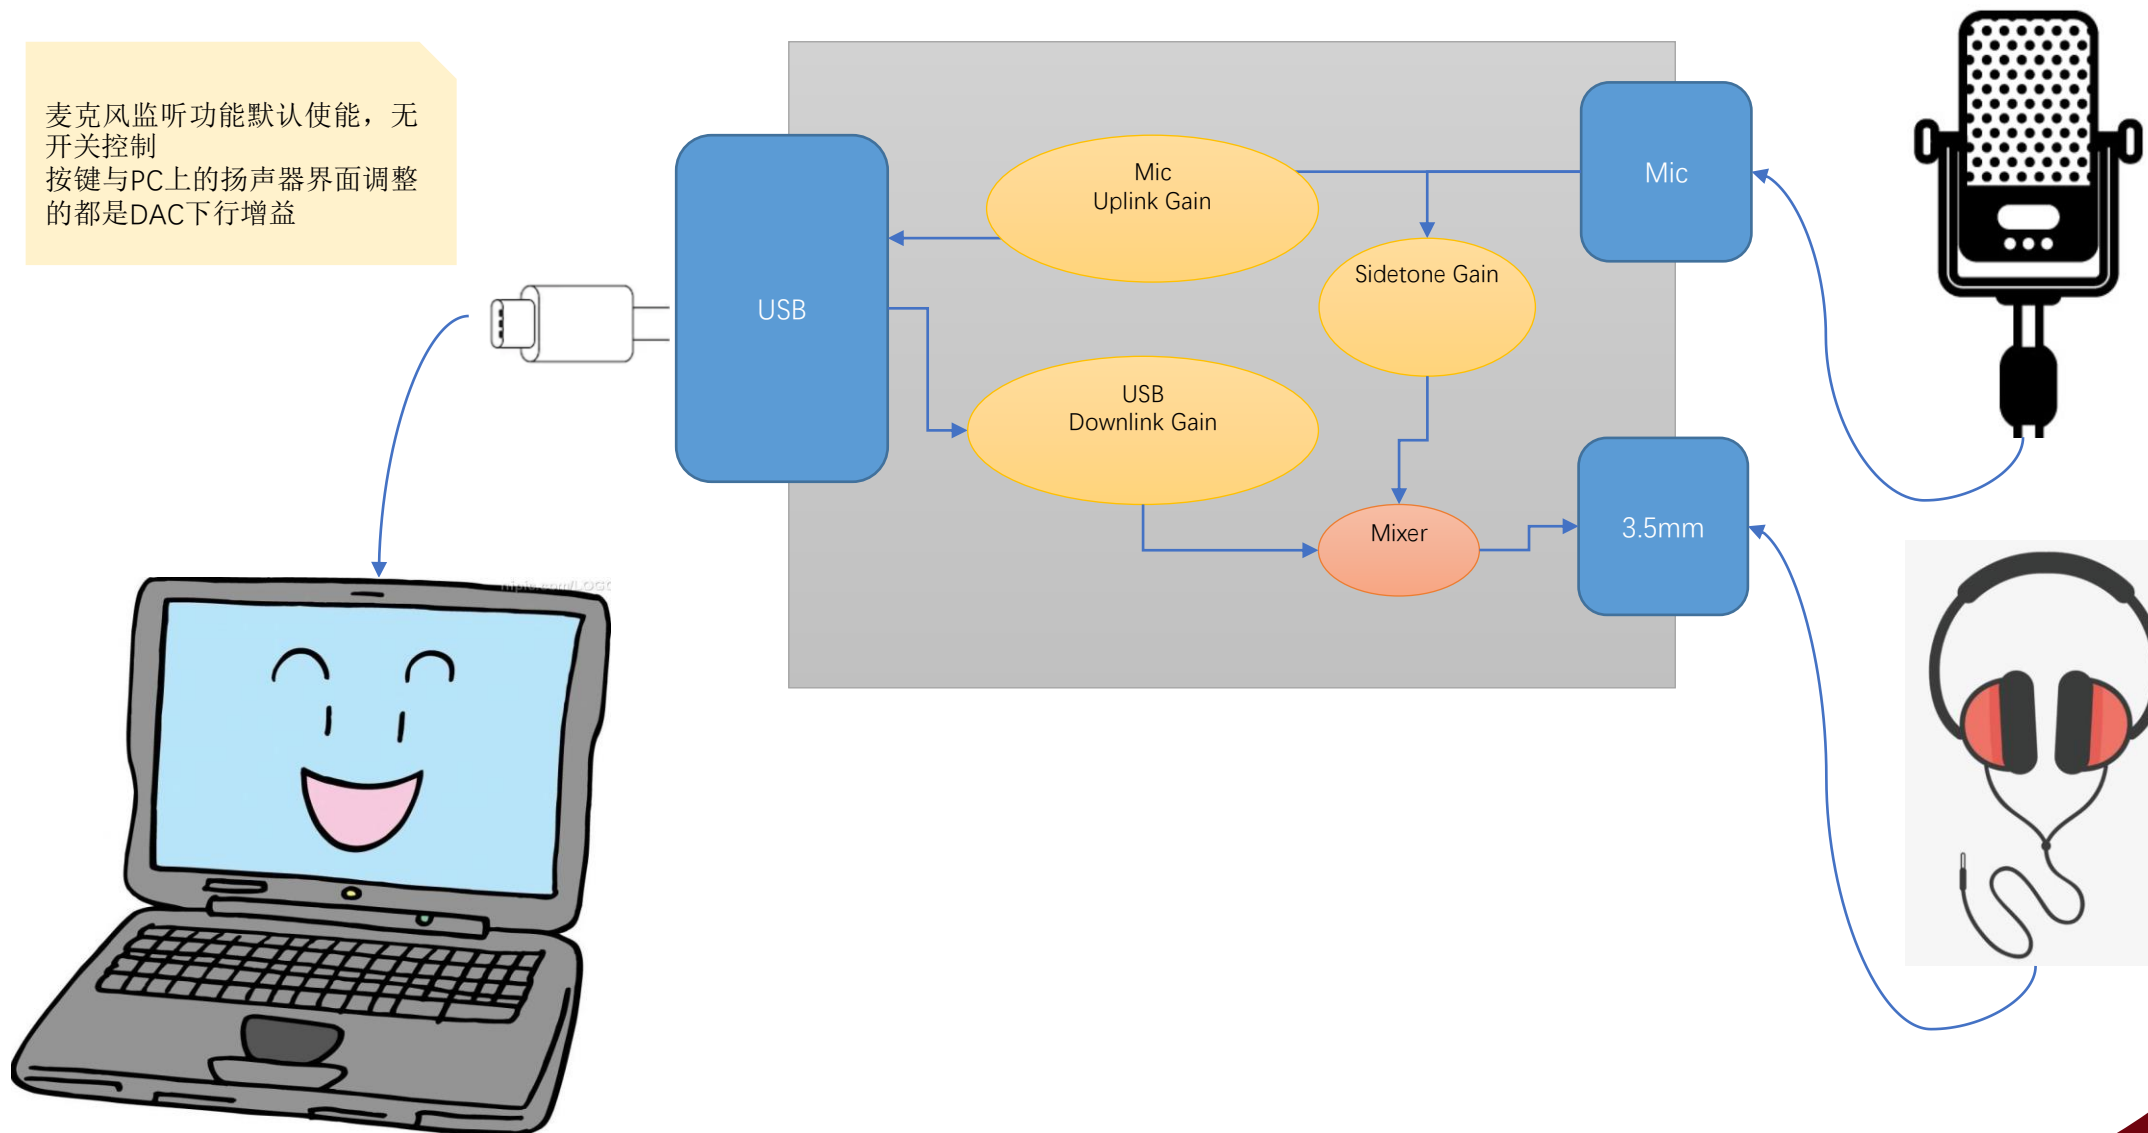 麦克风监听功能默认使能，无
开关控制
按键与PC上的扬声器界面调整
的都是DAC下行增益
Mic
Uplink Gain
Mic
Sidetone Gain
USB
USB
Downlink Gain
Mixer
3.5mm